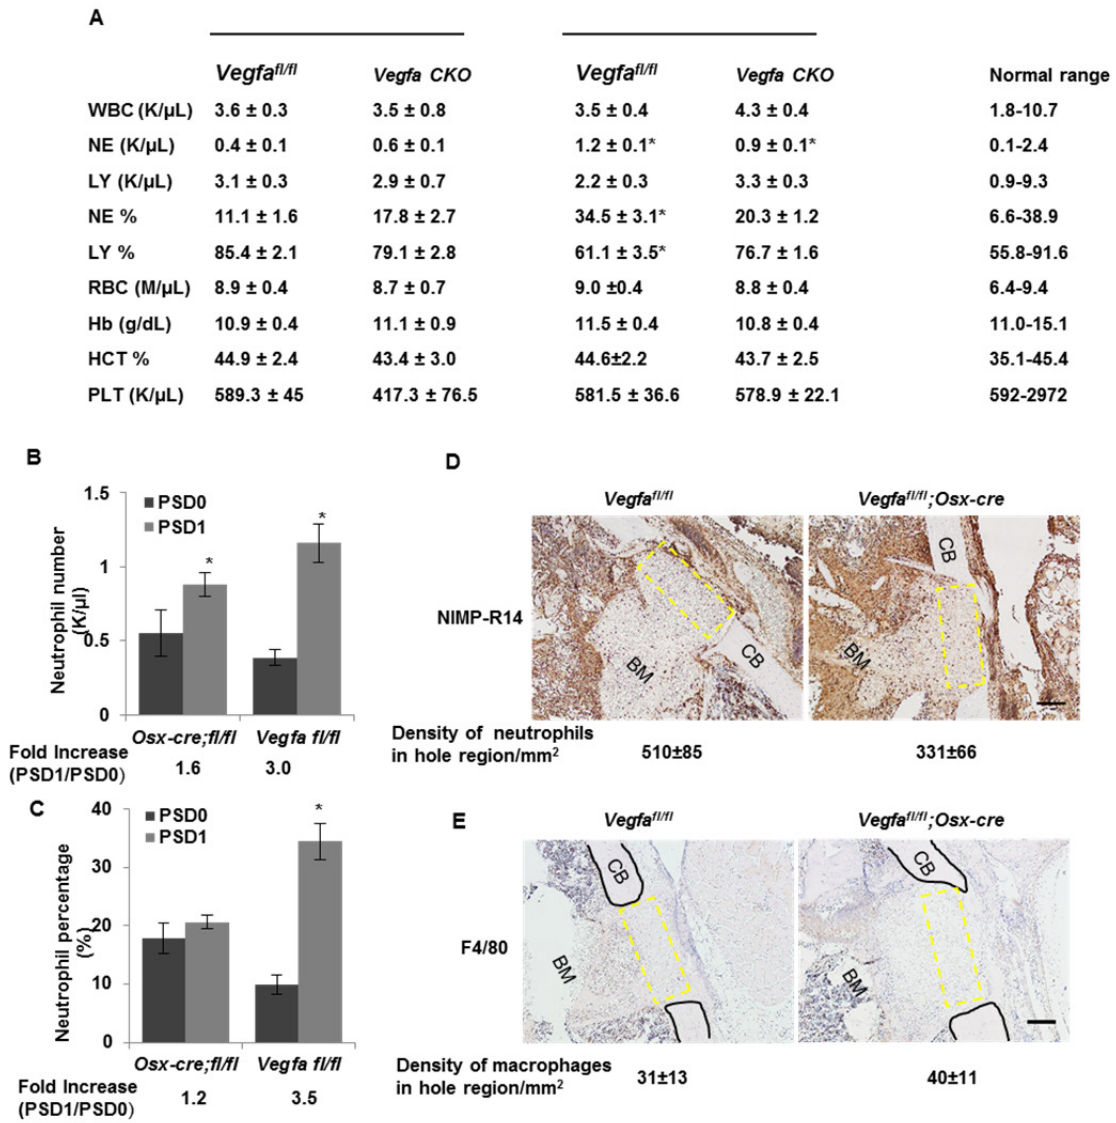 A
Vegfafl/fl Vegfa CKO Vegfafl/fl Vegfa CKO Normal range
WBC (K/µL) 3.6 ± 0.3 3.5 ± 0.8 3.5 ± 0.4 4.3 ± 0.4 1.8-10.7
NE (K/µL) 0.4 ± 0.1 0.6 ± 0.1 1.2 ± 0.1* 0.9 ± 0.1* 0.1-2.4
LY (K/µL) 3.1 ± 0.3 2.9 ± 0.7 2.2 ± 0.3 3.3 ± 0.3 0.9-9.3
NE % 11.1 ± 1.6 17.8 ± 2.7 34.5 ± 3.1* 20.3 ± 1.2 6.6-38.9
LY % 85.4 ± 2.1 79.1 ± 2.8 61.1 ± 3.5* 76.7 ± 1.6 55.8-91.6
RBC (M/µL) 8.9 ± 0.4 8.7 ± 0.7 9.0 ±0.4 8.8 ± 0.4 6.4-9.4
Hb (g/dL) 10.9 ± 0.4 11.1 ± 0.9 11.5 ± 0.4 10.8 ± 0.4 11.0-15.1
HCT % 44.9 ± 2.4 43.4 ± 3.0 44.6±2.2 43.7 ± 2.5 35.1-45.4
PLT (K/µL) 589.3 ± 45 417.3 ± 76.5 581.5 ± 36.6 578.9 ± 22.1 592-2972
B
PSD0
PSD1
Neutrophil number
(K/µl)
1.5
1
0.5
0
*
*
Osx-cre;fl/fl Vegfa fl/fl
Fold Increase
(PSD1/PSD0) 1.6 3.0
C
PSD0
PSD1
Neutrophil percentage
(%)
40
30
20
10
0
*
Osx-cre;fl/fl Vegfa fl/fl
Fold Increase
(PSD1/PSD0) 1.2 3.5
D
Vegfafl/fl Vegfafl/fl;Osx-cre
NIMP-R14
BM CB
BM CB
Density of neutrophils
in hole region/mm2 510±85 331±66
E
Vegfafl/fl Vegfafl/fl;Osx-cre
F4/80
CB BM
CB BM
Density of macrophages
in hole region/mm2 31±13 40±11